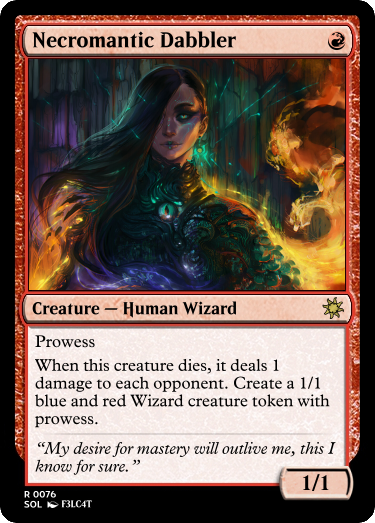 Necromantic Dabbler
Creature — Human Wizard
Prowess
When this creature dies, it deals 1
damage to each opponent. Create a 1/1
blue and red Wizard creature token with
prowess.
“My desire for mastery will outlive me, this I
know for sure.”
1/1
R 0076
SOL F3LC4T